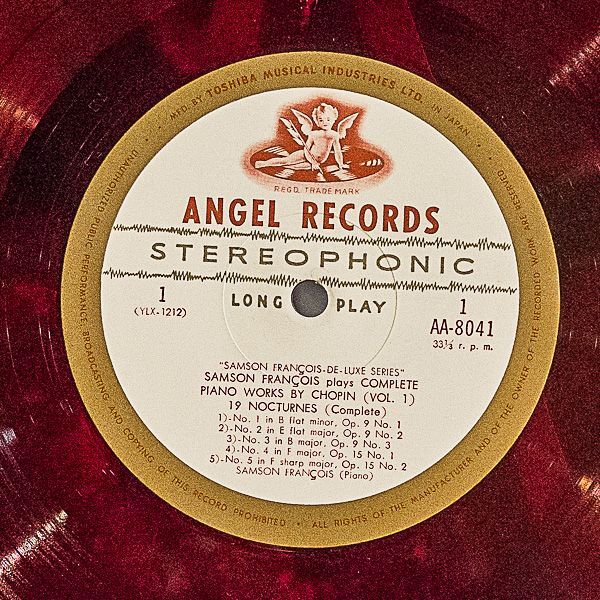 MFD. BY TOSHIBA MUSICAL INDUSTRIES LTD. IN JAPAN
REGD. TRADE MARK
ANGEL RECORDS
STEREOPHONIC
LONG PLAY
1
(YLX-1212)
1
AA-8041
33⅓ r. p. m.
"SAMSON FRANÇOIS-DE-LUXE SERIES"
SAMSON FRANÇOIS plays COMPLETE
PIANO WORKS BY CHOPIN (VOL. 1)
19 NOCTURNES (Complete)
1)-No. 1 in B flat minor, Op. 9 No. 1
2)-No. 2 in E flat major, Op. 9 No. 2
3)-No. 3 in B major, Op. 9 No. 3
4)-No. 4 in F major, Op. 15 No. 1
5)-No. 5 in F sharp major, Op. 15 No. 2
SAMSON FRANÇOIS (Piano)
ALL RIGHTS OF THE MANUFACTURER AND OF THE OWNER OF THE RECORDED WORK ARE RESERVED
UNAUTHORIZED PUBLIC PERFORMANCE, BROADCASTING AND COPYING OF THIS RECORD PROHIBITED